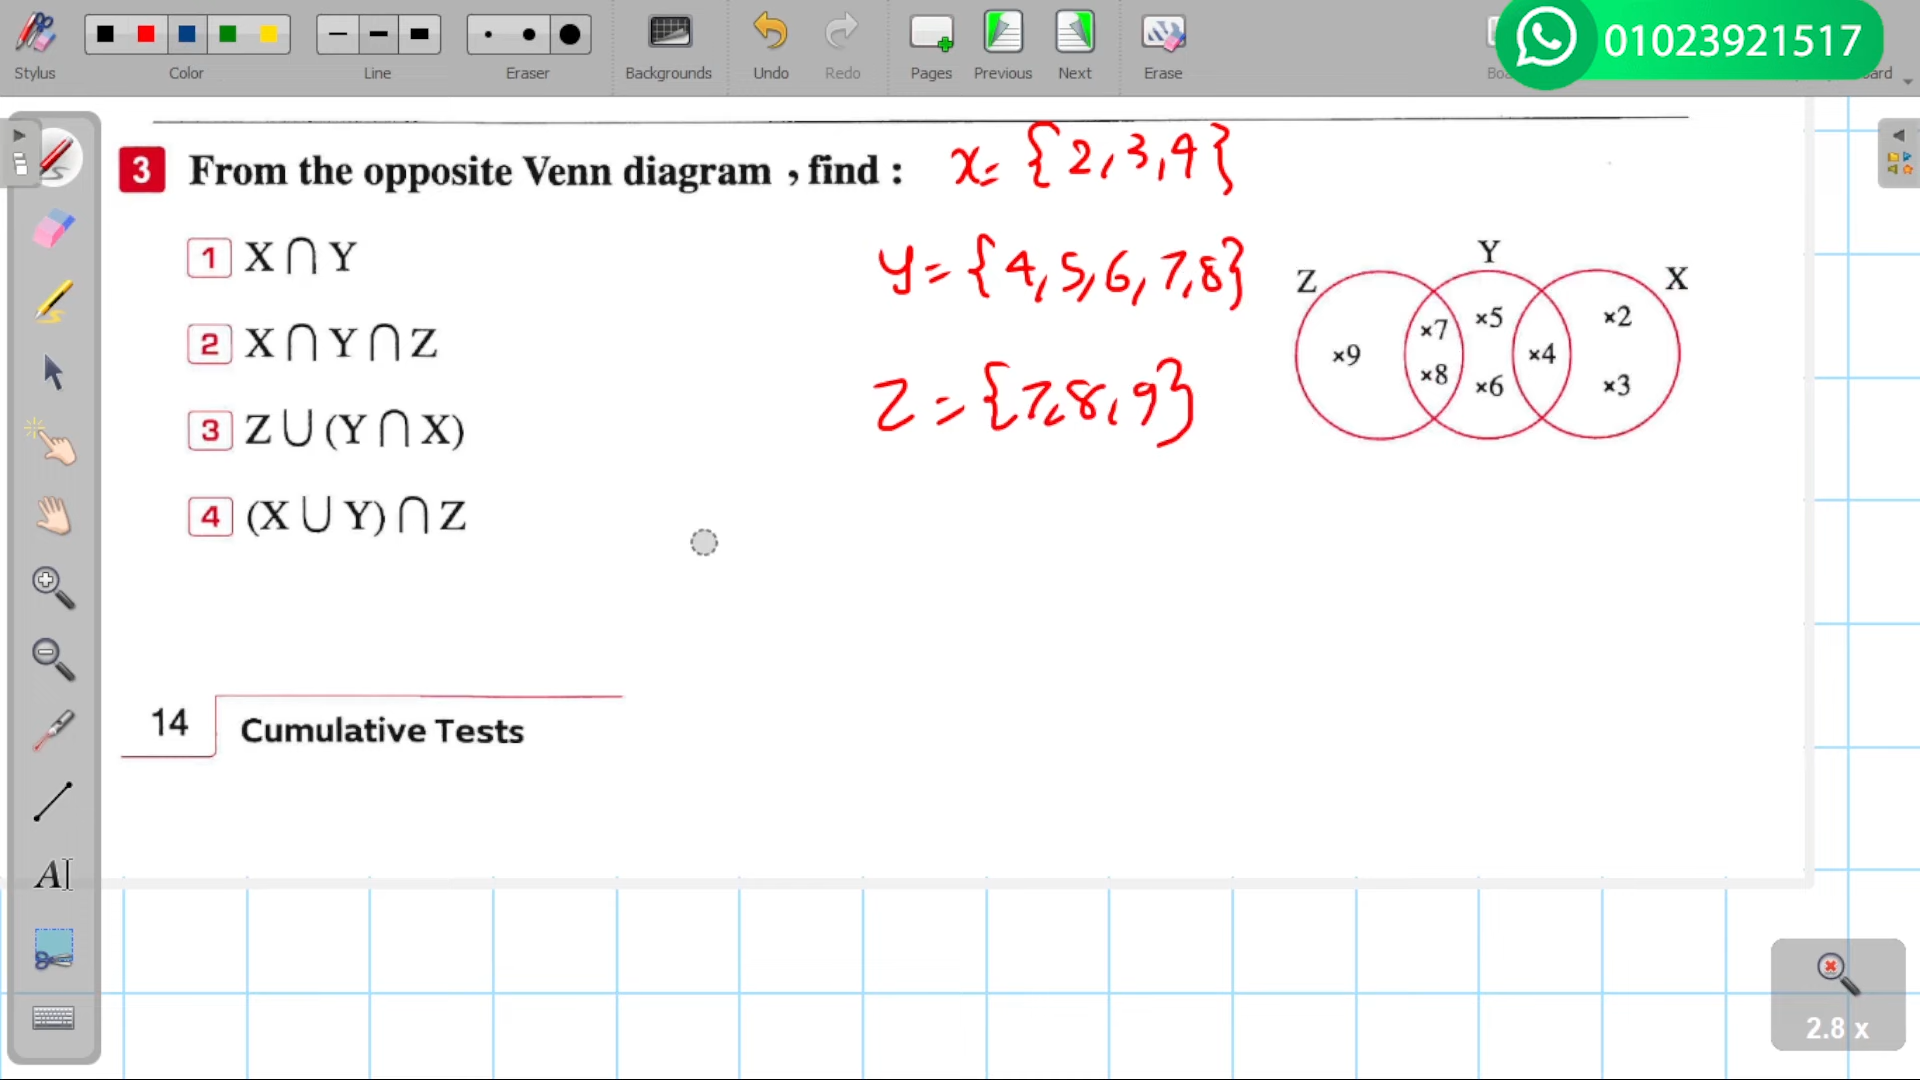 Stylus
Color
Line
Eraser
Backgrounds
Undo
Redo
Pages
Previous
Next
Erase
01023921517
3 From the opposite Venn diagram , find :
x = {2, 3, 4}
1 X ∩ Y
y = {4, 5, 6, 7, 8}
2 X ∩ Y ∩ Z
Z = {7, 8, 9}
3 Z ∪ (Y ∩ X)
4 (X ∪ Y) ∩ Z
Z
Y
X
×9
×7
×8
×5
×6
×4
×2
×3
14
Cumulative Tests
2.8 x